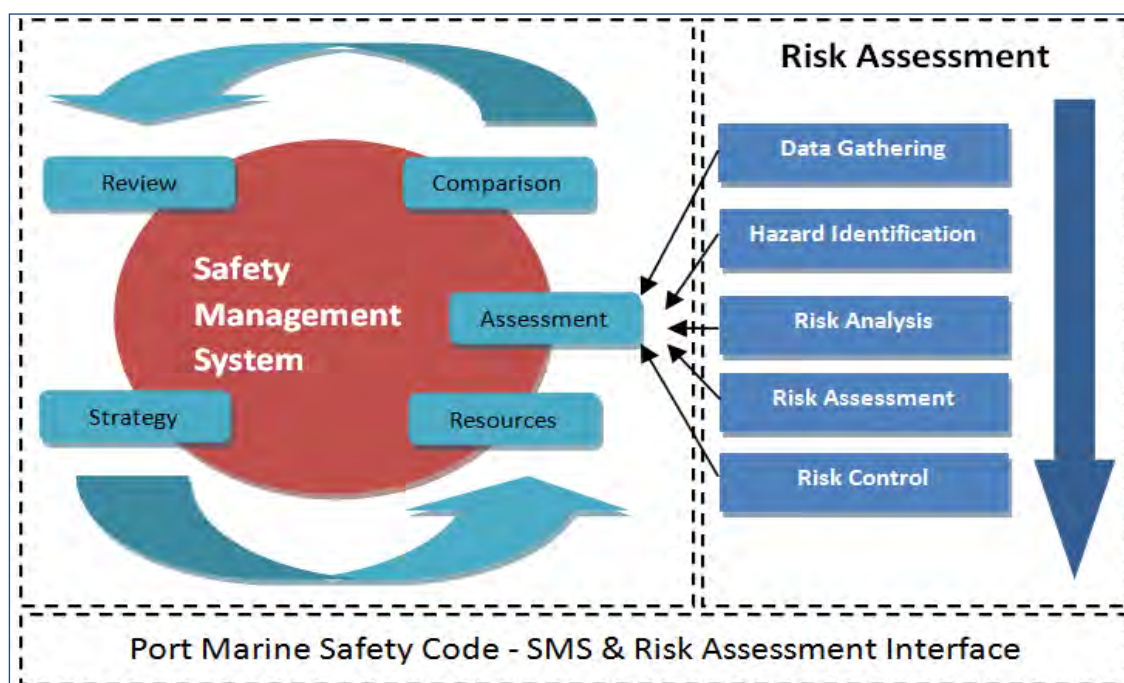 Review
Comparison
Safety
Management
System
Assessment
Strategy
Resources
Risk Assessment
Data Gathering
Hazard Identification
Risk Analysis
Risk Assessment
Risk Control
Port Marine Safety Code - SMS & Risk Assessment Interface